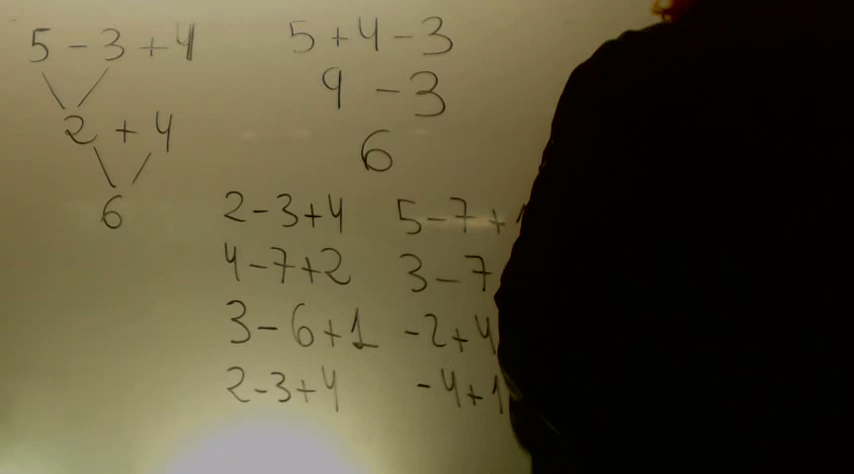 5 - 3 + 4
2 + 4
6
5 + 4 - 3
9 - 3
6
2 - 3 + 4
4 - 7 + 2
3 - 6 + 1
2 - 3 + 4
5 - 7 +
3 - 7
-2 + 4
-4 + 1